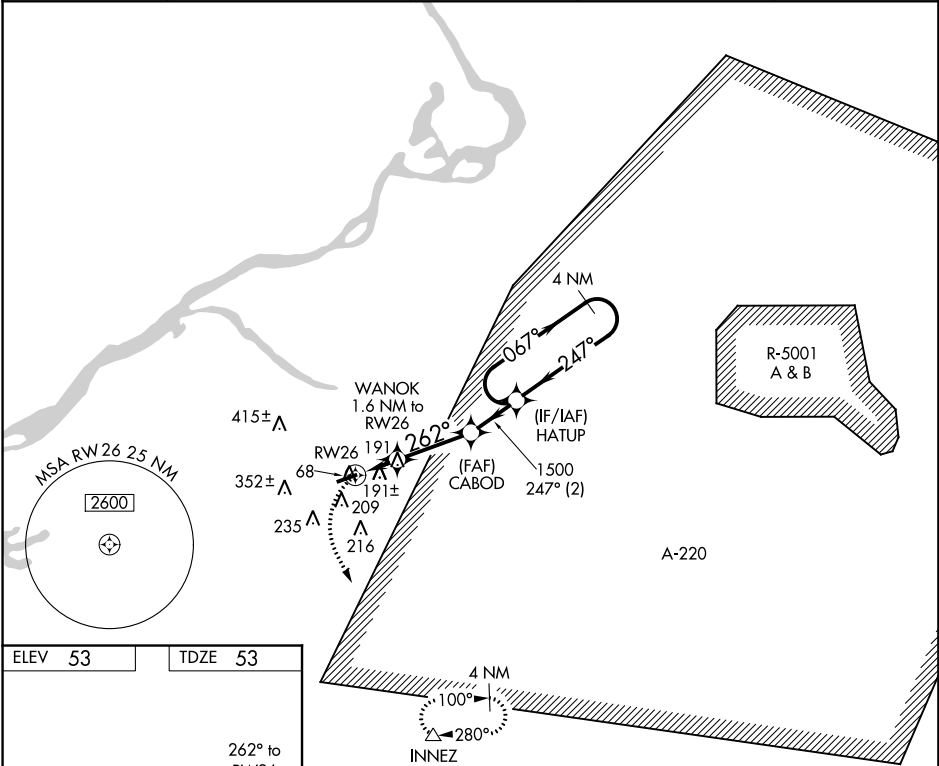 4 NM
067°
247°
R-5001
A & B
WANOK
1.6 NM to
RW26
262°
(IF/IAF)
HATUP
415±
RW26
191
(FAF)
CABOD
1500
247° (2)
MSA RW26 25 NM
2600
68
352±
191±
209
235
216
A-220
ELEV 53
TDZE 53
4 NM
100°
280°
INNEZ
262° to